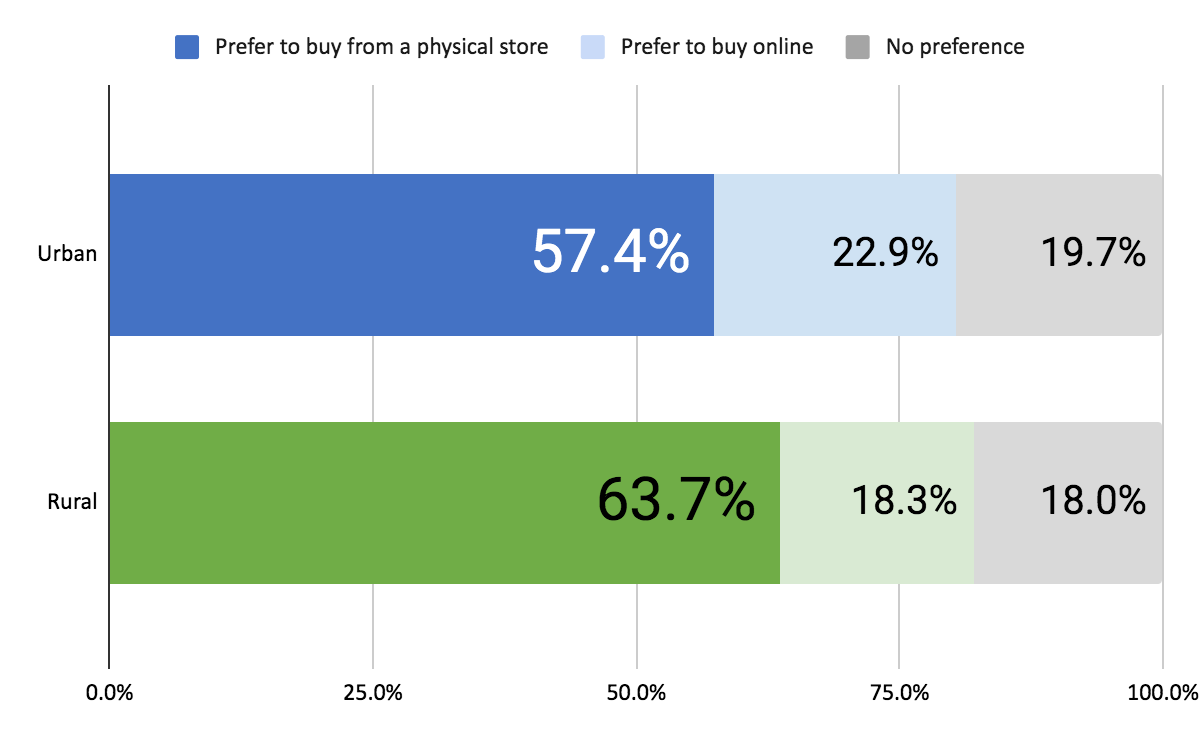 Prefer to buy from a physical store Prefer to buy online No preference
Urban 57.4% 22.9% 19.7%
Rural 63.7% 18.3% 18.0%
0.0% 25.0% 50.0% 75.0% 100.0%